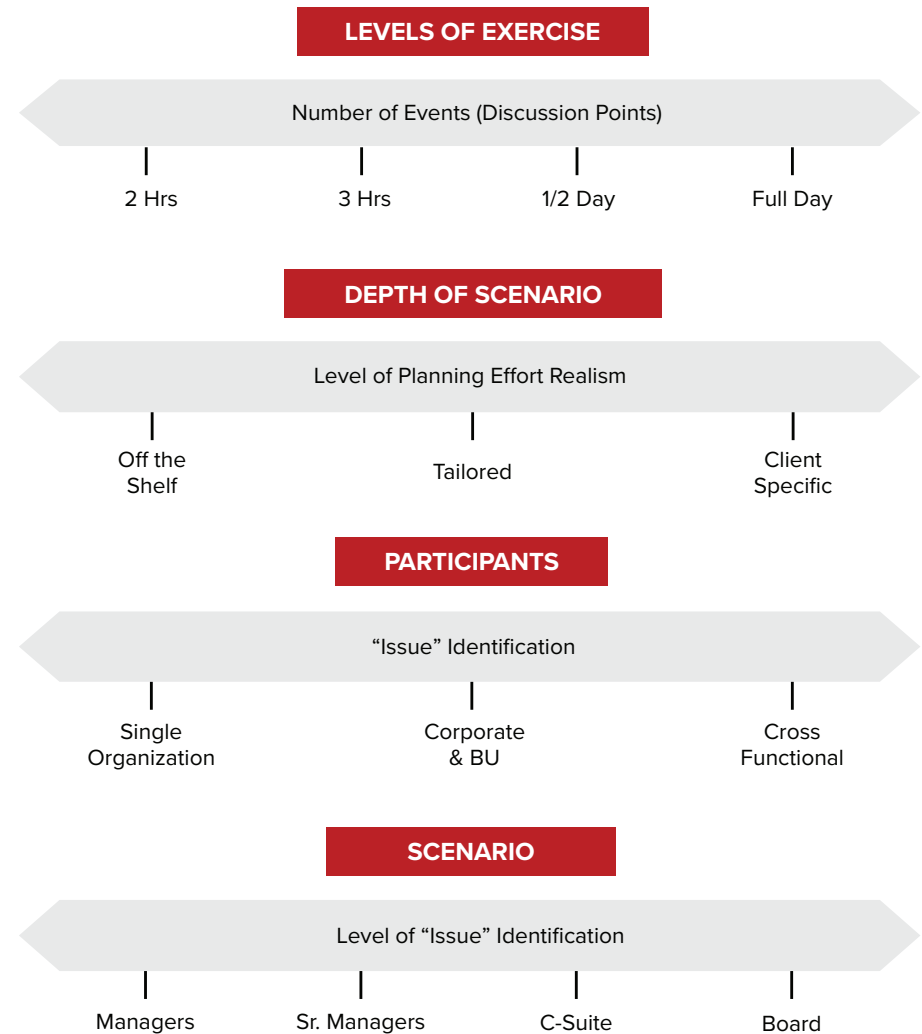 LEVELS OF EXERCISE
Number of Events (Discussion Points)
2 Hrs
3 Hrs
1/2 Day
Full Day
DEPTH OF SCENARIO
Level of Planning Effort Realism
Off the
Shelf
Tailored
Client
Specific
PARTICIPANTS
“Issue” Identification
Single
Organization
Corporate
& BU
Cross
Functional
SCENARIO
Level of “Issue” Identification
Managers
Sr. Managers
C-Suite
Board